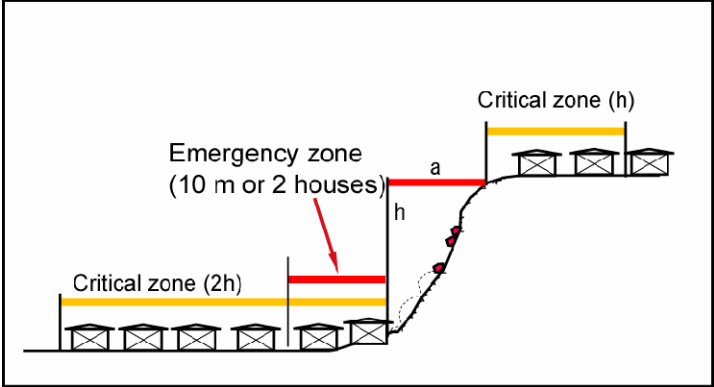 Critical zone (h)
Emergency zone
(10 m or 2 houses)
a
h
Critical zone (2h)